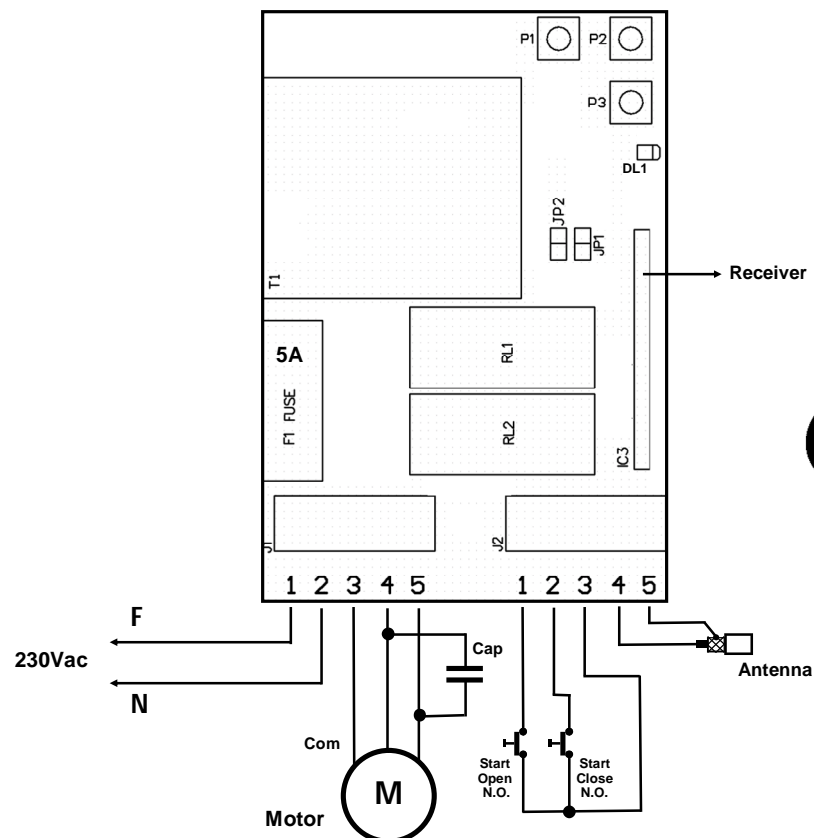 P1
P2
P3
DL1
JP2
JP1
Receiver
T1
5A
F1 FUSE
RL1
RL2
IC3
J1
J2
1 2 3 4 5
1 2 3 4 5
F
230Vac
N
Cap
Antenna
Com
Start
Open
N.O.
Start
Close
N.O.
M
Motor